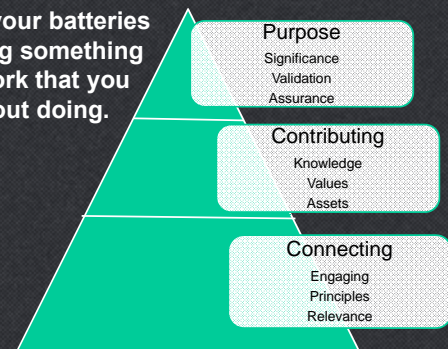 your batteries
something
that you
out doing.
Purpose
Significance
Validation
Assurance
Contributing
Knowledge
Values
Assets
Connecting
Engaging
Principles
Relevance